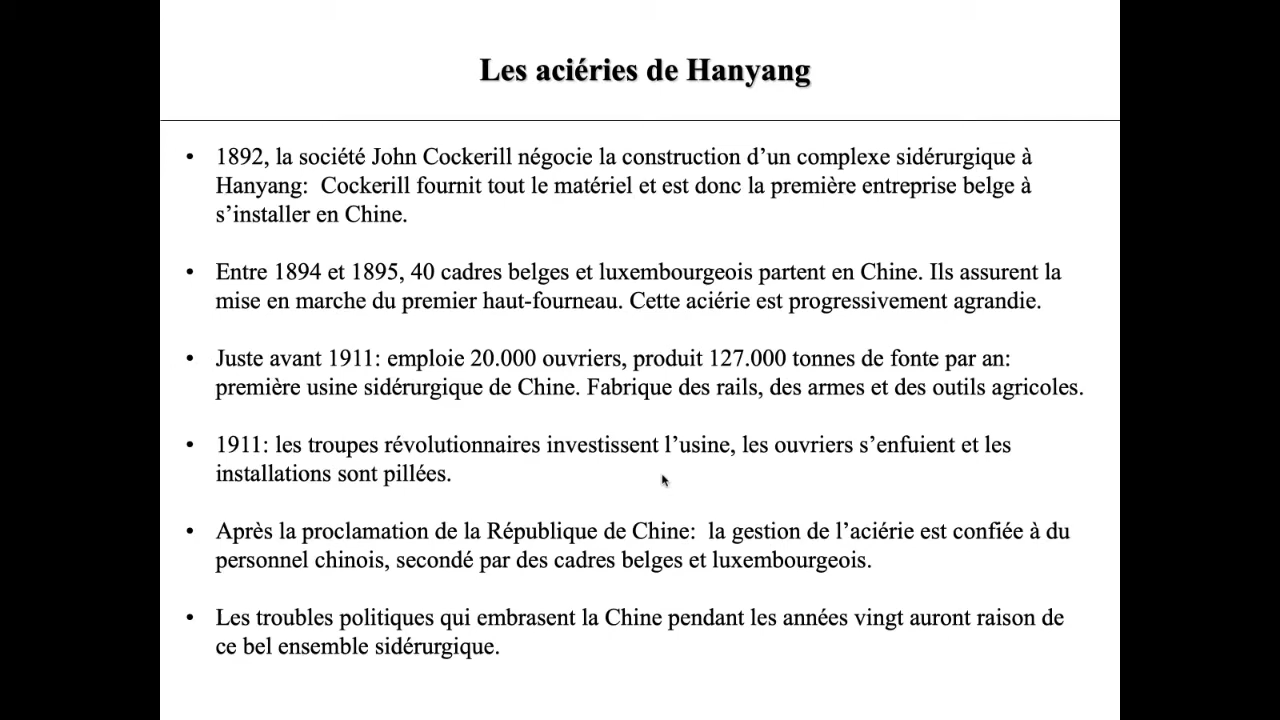 Les aciéries de Hanyang
• 1892, la société John Cockerill négocie la construction d’un complexe sidérurgique à
Hanyang:  Cockerill fournit tout le matériel et est donc la première entreprise belge à
s’installer en Chine.
• Entre 1894 et 1895, 40 cadres belges et luxembourgeois partent en Chine. Ils assurent la
mise en marche du premier haut-fourneau. Cette aciérie est progressivement agrandie.
• Juste avant 1911: emploie 20.000 ouvriers, produit 127.000 tonnes de fonte par an:
première usine sidérurgique de Chine. Fabrique des rails, des armes et des outils agricoles.
• 1911: les troupes révolutionnaires investissent l’usine, les ouvriers s’enfuient et les
installations sont pillées.
• Après la proclamation de la République de Chine:  la gestion de l’aciérie est confiée à du
personnel chinois, secondé par des cadres belges et luxembourgeois.
• Les troubles politiques qui embrasent la Chine pendant les années vingt auront raison de
ce bel ensemble sidérurgique.